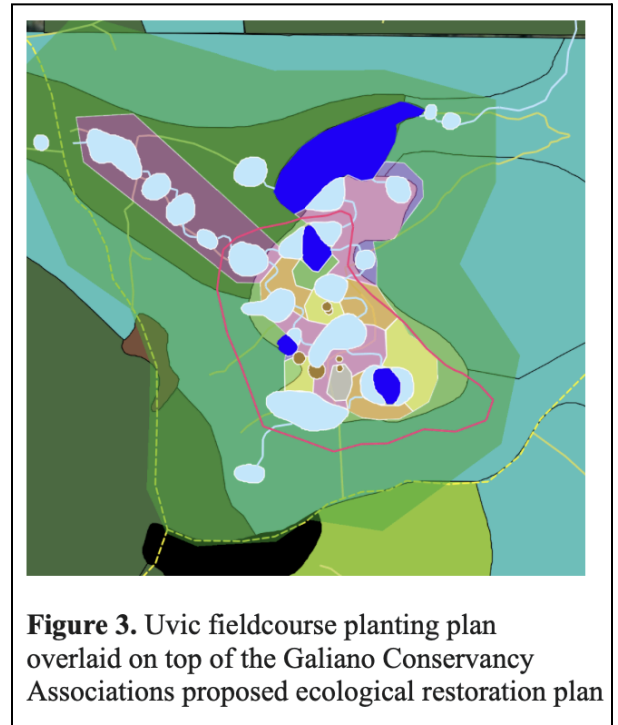 Figure 3. Uvic fieldcourse planting plan
overlaid on top of the Galiano Conservancy
Associations proposed ecological restoration plan